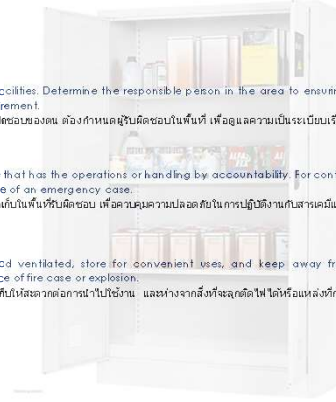 cilities. Determine the responsible person in the area to ensuri
rement.
ผิดชอบของตน ต้องกำหนดผู้รับผิดชอบในพื้นที่ เพื่อดูแลความเป็นระเบียบเรี
that has the operations or handling by accountability. For cont
e of an emergency case.
เก็บในพื้นที่รับผิดชอบ เพื่อควบคุมความปลอดภัยในการปฏิบัติงานกับสารเคมีแ
ventilated, store for convenient uses, and keep away fr
ce of fire case or explosion.
ก็บให้สะดวกต่อการนำไปใช้งาน และห่างจากสิ่งที่จะลุกติดไฟได้หรือแหล่งที่ก